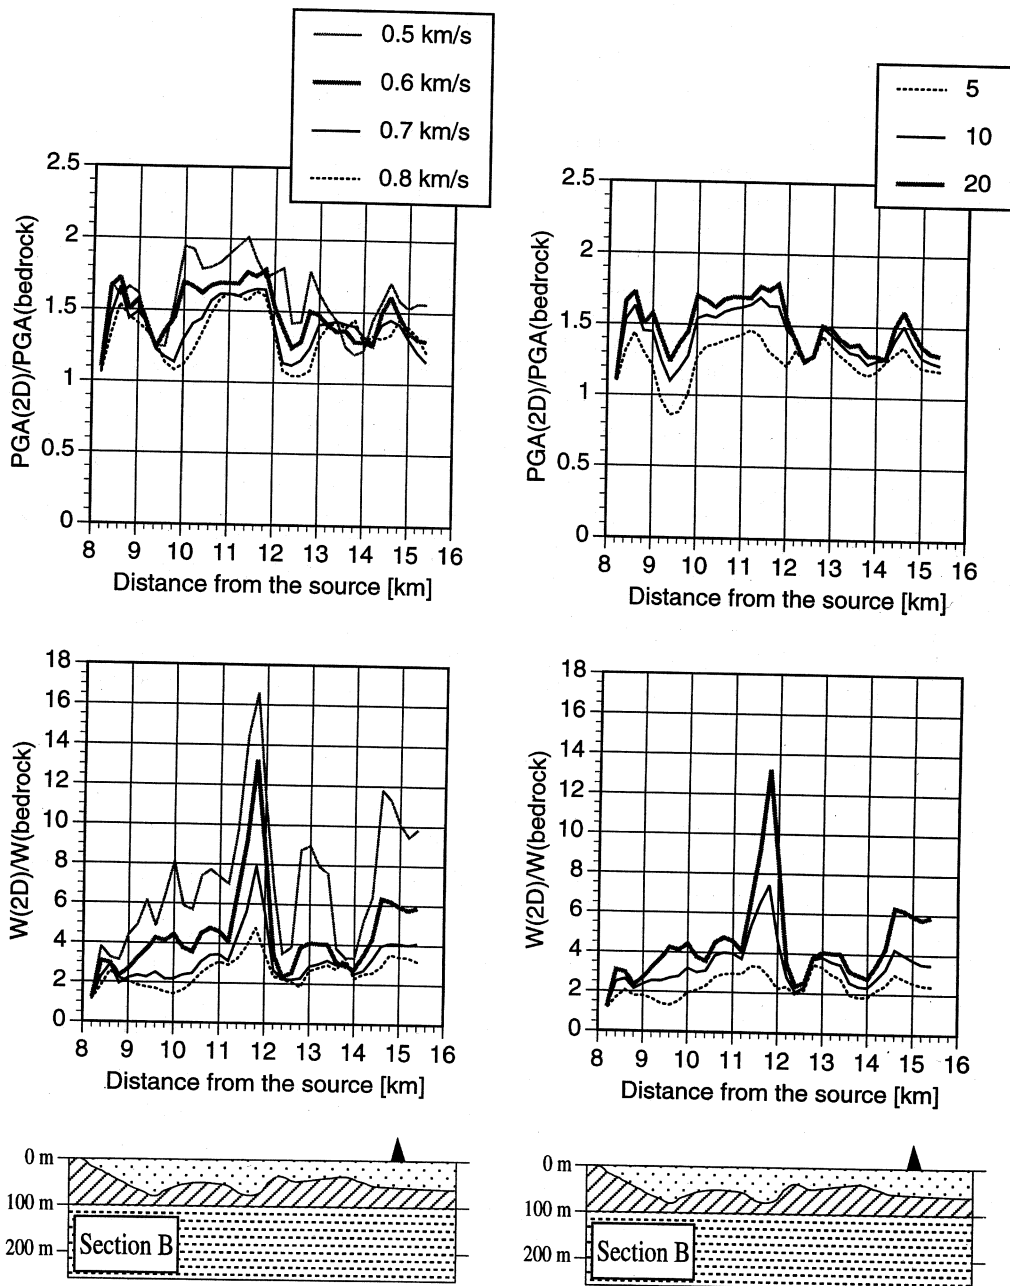 0.5 km/s
0.6 km/s
0.7 km/s
0.8 km/s
5
10
20
PGA(2D)/PGA(bedrock)
2.5
2
1.5
1
0.5
0
8 9 10 11 12 13 14 15 16
Distance from the source [km]
PGA(2D)/PGA(bedrock)
2.5
2
1.5
1
0.5
0
8 9 10 11 12 13 14 15 16
Distance from the source [km]
W(2D)/W(bedrock)
18
16
14
12
10
8
6
4
2
0
8 9 10 11 12 13 14 15 16
Distance from the source [km]
W(2D)/W(bedrock)
18
16
14
12
10
8
6
4
2
0
8 9 10 11 12 13 14 15 16
Distance from the source [km]
0 m
100 m
200 m
Section B
0 m
100 m
200 m
Section B